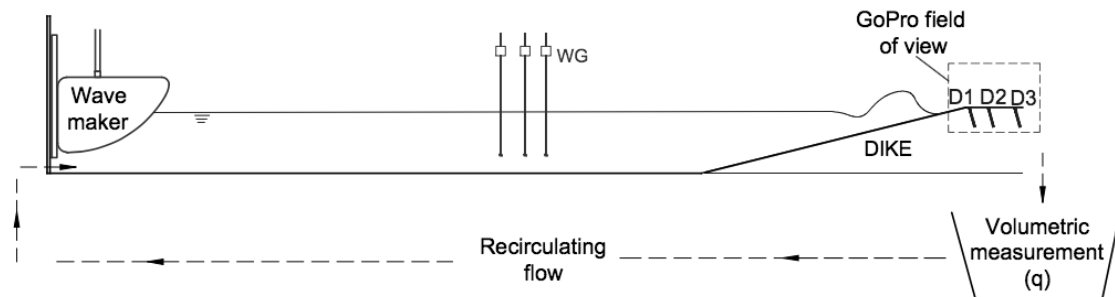 GoPro field
of view
WG
Wave
maker
D1 D2 D3
DIKE
Volumetric
measurement
(q)
Recirculating
flow